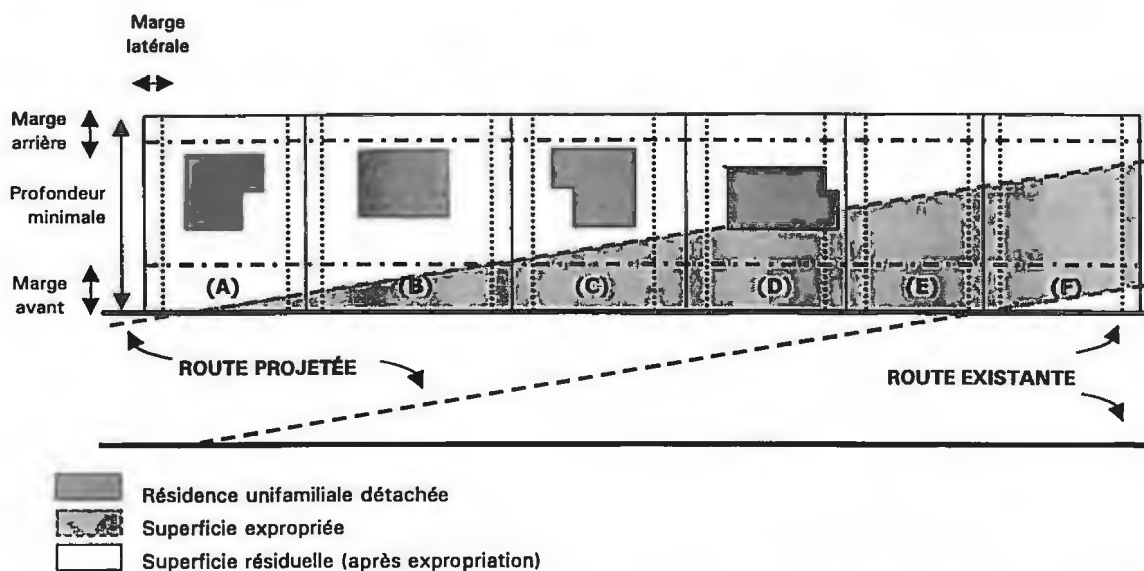 Marge
latérale
Marge
arrière
Profondeur
minimale
Marge
avant
(A)
(B)
(C)
(D)
(E)
(F)
ROUTE PROJETÉE
ROUTE EXISTANTE
Résidence unifamiliale détachée
Superficie expropriée
Superficie résiduelle (après expropriation)